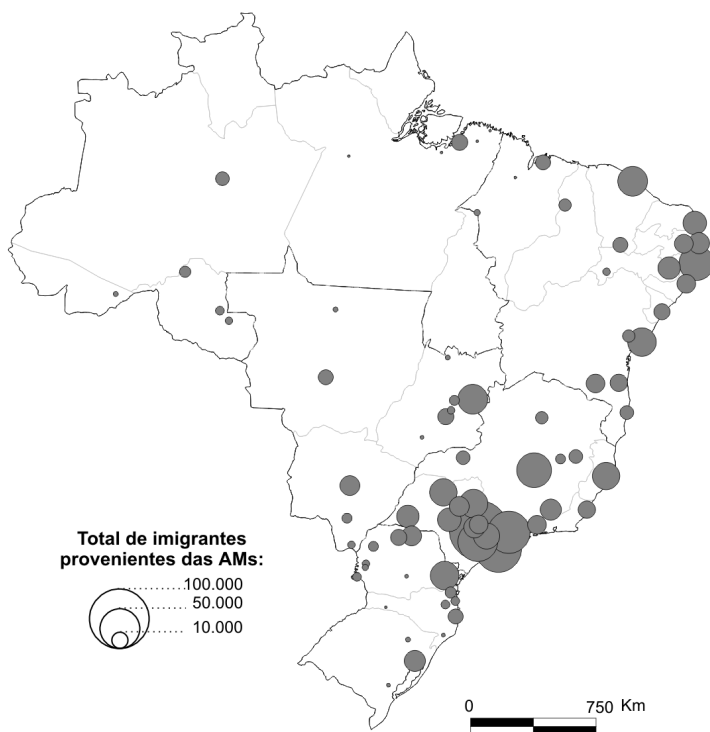 Total de imigrantes
provenientes das AMs:
100.000
50.000
10.000
0 750 Km